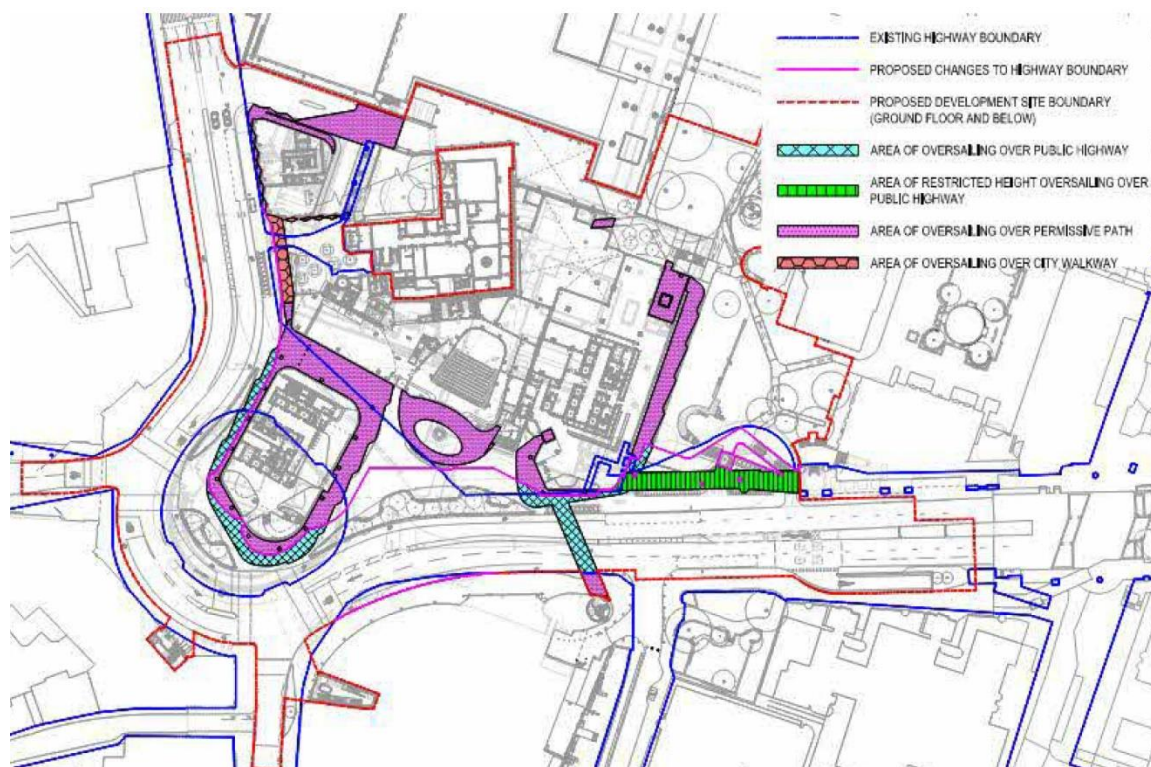 EXISTING HIGHWAY BOUNDARY
PROPOSED CHANGES TO HIGHWAY BOUNDARY
PROPOSED DEVELOPMENT SITE BOUNDARY
(GROUND FLOOR AND BELOW)
AREA OF OVERSAILING OVER PUBLIC HIGHWAY
AREA OF RESTRICTED HEIGHT OVERSAILING OVER
PUBLIC HIGHWAY
AREA OF OVERSAILING OVER PERMISSIVE PATH
AREA OF OVERSAILING OVER CITY WALKWAY